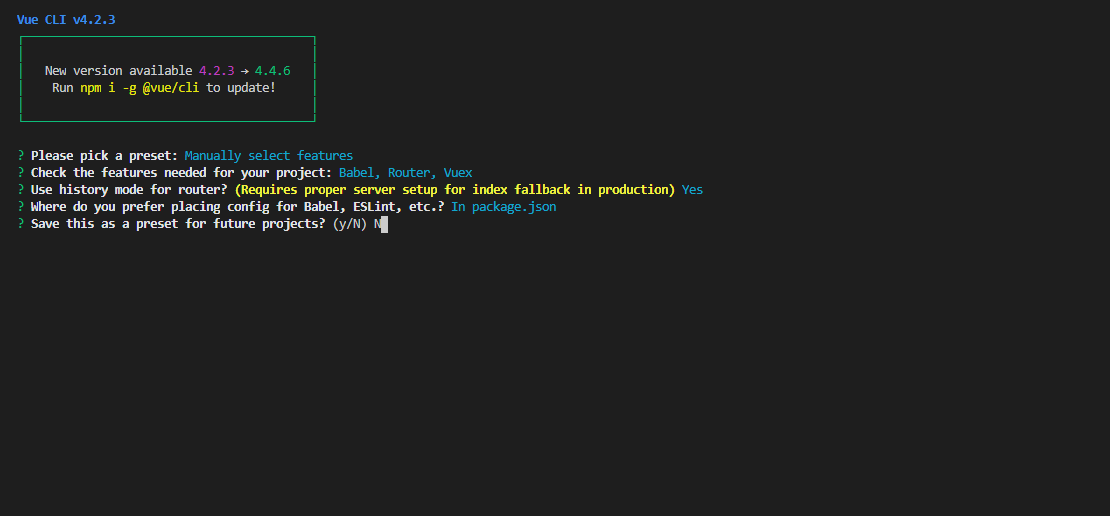 Vue CLI v4.2.3
New version available 4.2.3 → 4.4.6
Run npm i -g @vue/cli to update!
? Please pick a preset: Manually select features
? Check the features needed for your project: Babel, Router, Vuex
? Use history mode for router? (Requires proper server setup for index fallback in production) Yes
? Where do you prefer placing config for Babel, ESLint, etc.? In package.json
? Save this as a preset for future projects? (y/N) N